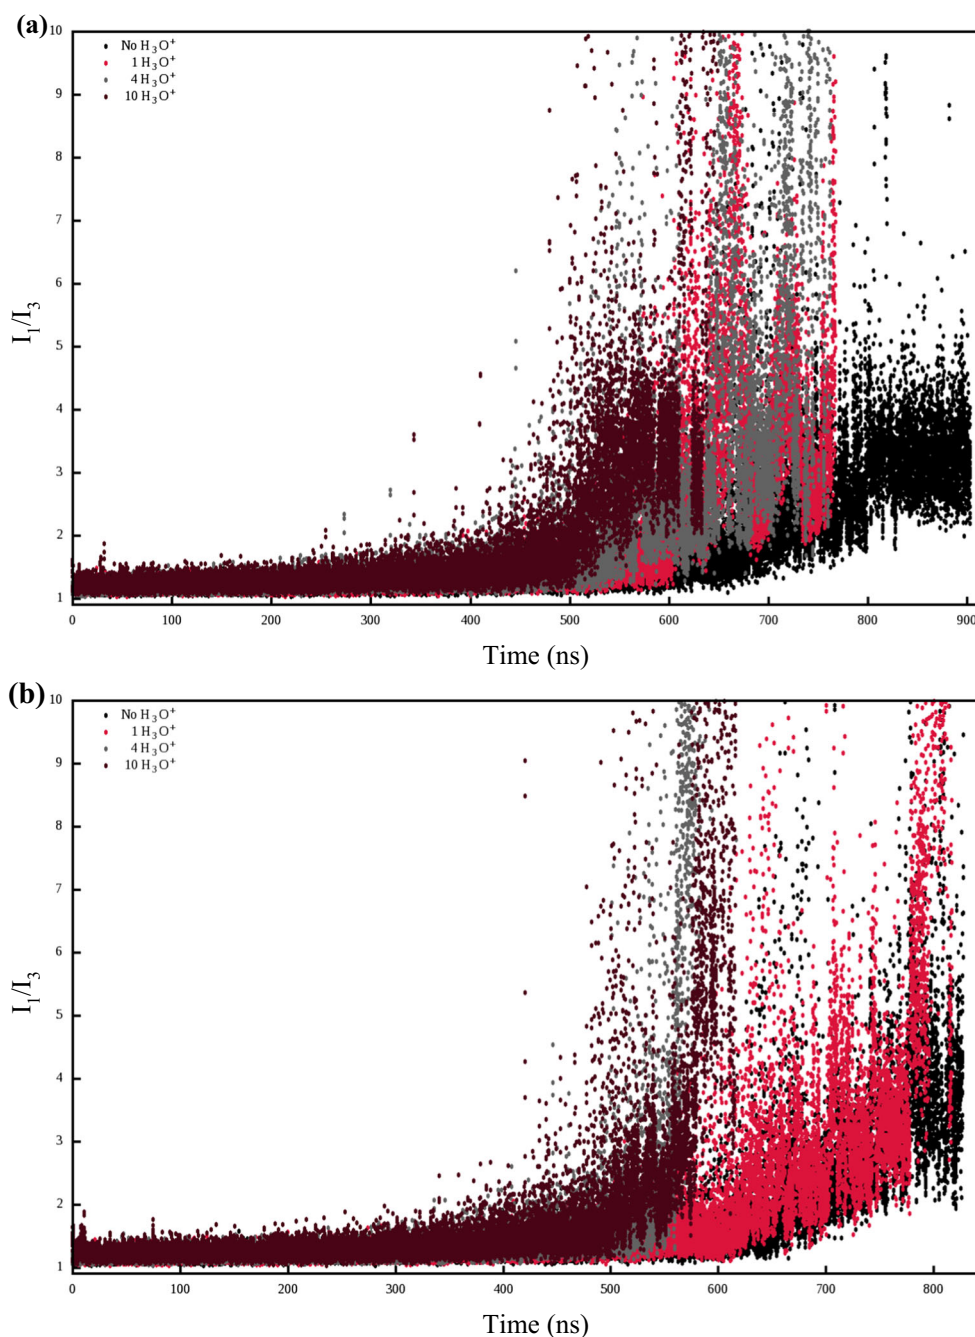 (a)
No H₃O⁺
1 H₃O⁺
4 H₃O⁺
10 H₃O⁺
10
9
8
7
6
5
4
3
2
1
I₁/I₃
0 100 200 300 400 500 600 700 800 900
Time (ns)
(b)
No H₃O⁺
1 H₃O⁺
4 H₃O⁺
10 H₃O⁺
10
9
8
7
6
5
4
3
2
1
I₁/I₃
0 100 200 300 400 500 600 700 800
Time (ns)